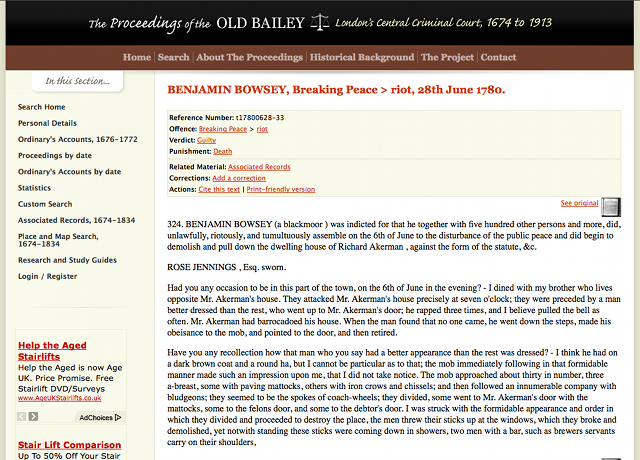 The Proceedings of the OLD BAILEY London's Central Criminal Court, 1674 to 1913
Home | Search | About The Proceedings | Historical Background | The Project | Contact
In this Section...
Search Home
Personal Details
Ordinary's Accounts, 1676-1772
Proceedings by date
Ordinary's Accounts by date
Statistics
Custom Search
Associated Records, 1674-1834
Place and Map Search,
1674-1834
Research and Study Guides
Login / Register
Help the Aged
Stairlifts
Help the Aged is now Age
UK. Price Promise. Free
Stairlift DVD/Surveys
www.AgeUKStairlifts.co.uk
AdChoices
Stair Lift Comparison
Up To 50% Off Your Stair
BENJAMIN BOWSEY, Breaking Peace > riot, 28th June 1780.
Reference Number: t17800628-33
Offence: Breaking Peace > riot
Verdict: Guilty
Punishment: Death
Related Material: Associated Records
Corrections: Add a correction
Actions: Cite this text | Print-friendly version
See original
324. BENJAMIN BOWSEY (a blackmoor ) was indicted for that he together with five hundred other persons and more, did,
unlawfully, riotously, and tumultuously assemble on the 6th of June to the disturbance of the public peace and did begin to
demolish and pull down the dwelling house of Richard Akerman , against the form of the statute, &c.
ROSE JENNINGS , Esq. sworn.
Had you any occasion to be in this part of the town, on the 6th of June in the evening? - I dined with my brother who lives
opposite Mr. Akerman's house. They attacked Mr. Akerman's house precisely at seven o'clock; they were preceded by a man
better dressed than the rest, who went up to Mr. Akerman's door; he rapped three times, and I believe pulled the bell as
often. Mr. Akerman had barrocadoed his house. When the man found that no one came, he went down the steps, made his
obeisance to the mob, and pointed to the door, and then retired.
Have you any recollection how that man who you say had a better appearance than the rest was dressed? - I think he had on
a dark brown coat and a round ha, but I cannot be particular as to that; the mob immediately following in that formidable
manner made such an impression upon me, that I did not take notice. The mob approached about thirty in number, three
a-breast, some with paving mattocks, others with iron crows and chissels; and then followed an innumerable company with
bludgeons; they seemed to be the spokes of coach-wheels; they divided, some went to Mr. Akerman's door with the
mattocks, some to the felons door, and some to the debtor's door. I was struck with the formidable appearance and order in
which they divided and proceeded to destroy the place, the men threw their sticks up at the windows, which they broke and
demolished, yet notwith standing these sticks were coming down in showers, two men with a bar, such as brewers servants
carry on their shoulders,